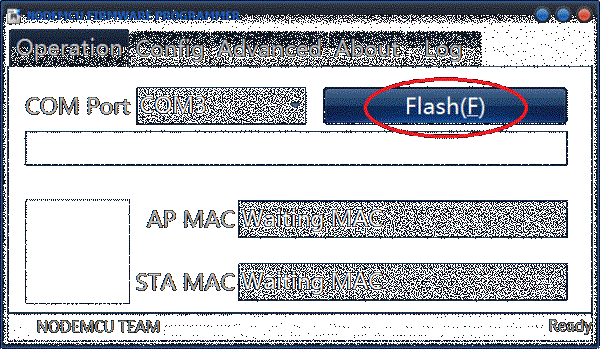 NODEMCU FIRMWARE PROGRAMMER
Operation Config Advanced About Log
COM Port COM3 Flash(F)
AP MAC Waiting MAC
STA MAC Waiting MAC
NODEMCU TEAM Ready